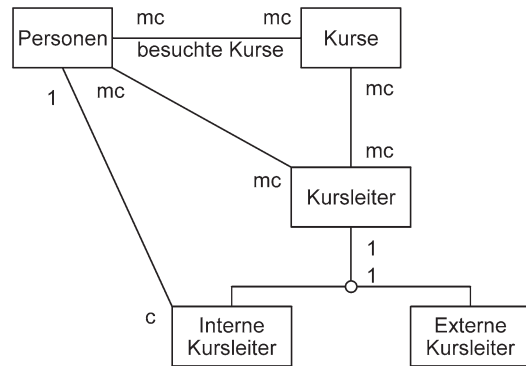 mc
mc
Personen
Kurse
besuchte Kurse
1
mc
mc
mc
mc
Kursleiter
1
1
c
Interne
Kursleiter
Externe
Kursleiter